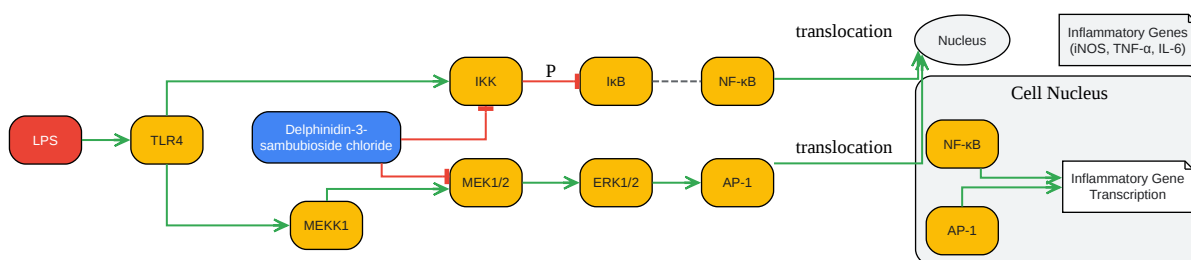 translocation
Nucleus
Inflammatory Genes
(iNOS, TNF-α, IL-6)
IKK
P
IκB
NF-κB
Cell Nucleus
LPS
TLR4
Delphinidin-3-
sambubioside chloride
translocation
NF-κB
MEK1/2
ERK1/2
AP-1
Inflammatory Gene
Transcription
MEKK1
AP-1